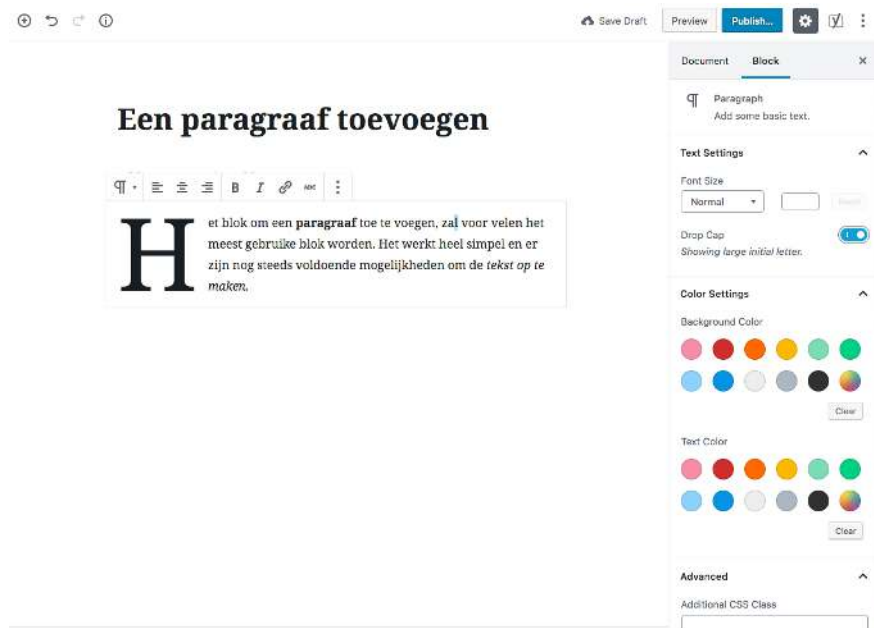 Save Draft Preview Publish...
Document Block
Een paragraaf toevoegen
Paragraph
Add some basic text.
Text Settings
Font Size
Normal
B I ABC
Het blok om een paragraaf toe te voegen, zal voor velen het
meest gebruike blok worden. Het werkt heel simpel en er
zijn nog steeds voldoende mogelijkheden om de tekst op te
maken.
Drop Cap
Showing large initial letter.
Color Settings
Background Color
Clear
Text Color
Clear
Advanced
Additional CSS Class